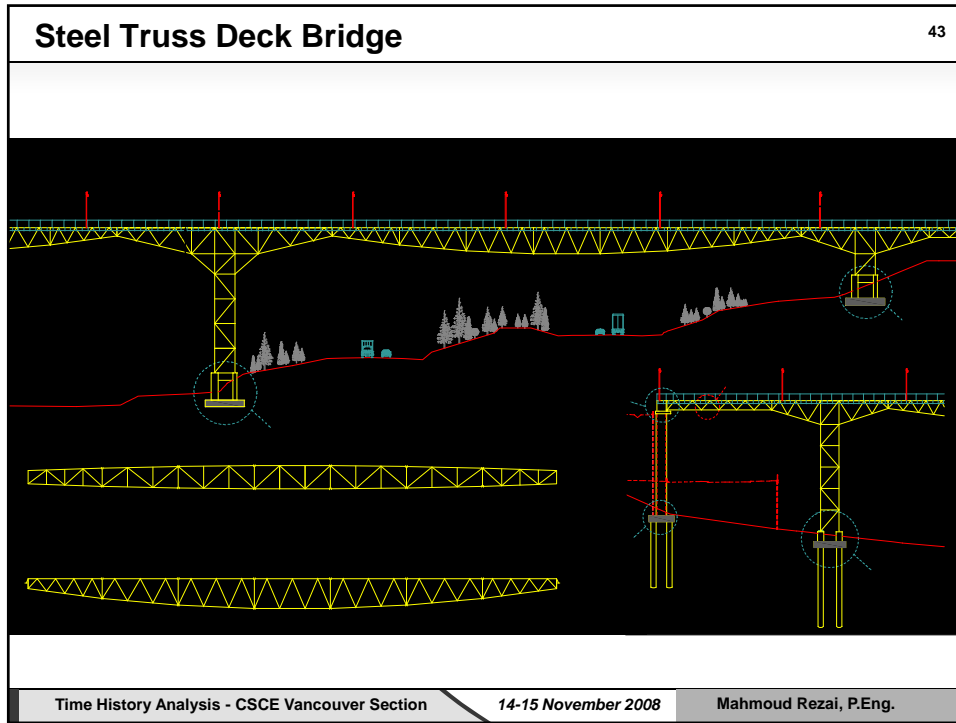 Steel Truss Deck Bridge
43
Time History Analysis - CSCE Vancouver Section
14-15 November 2008
Mahmoud Rezai, P.Eng.